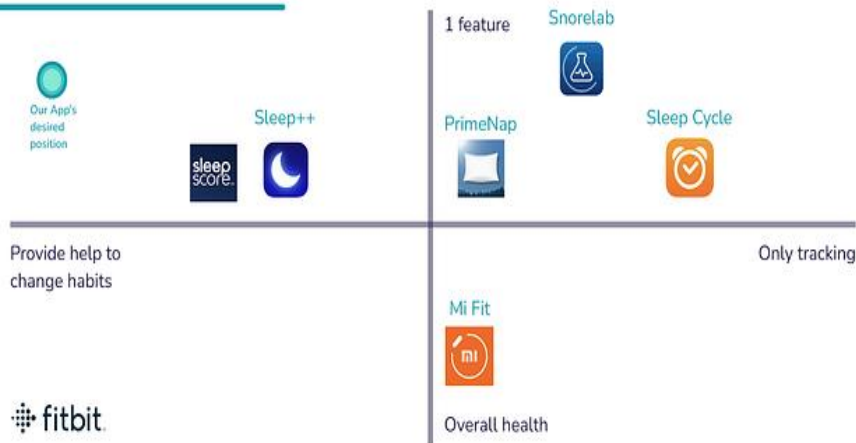 1 feature
Snorelab
Our App's
desired
position
Sleep++
PrimeNap
Sleep Cycle
sleep
score.
Provide help to
change habits
Only tracking
Mi Fit
mi
fitbit
Overall health